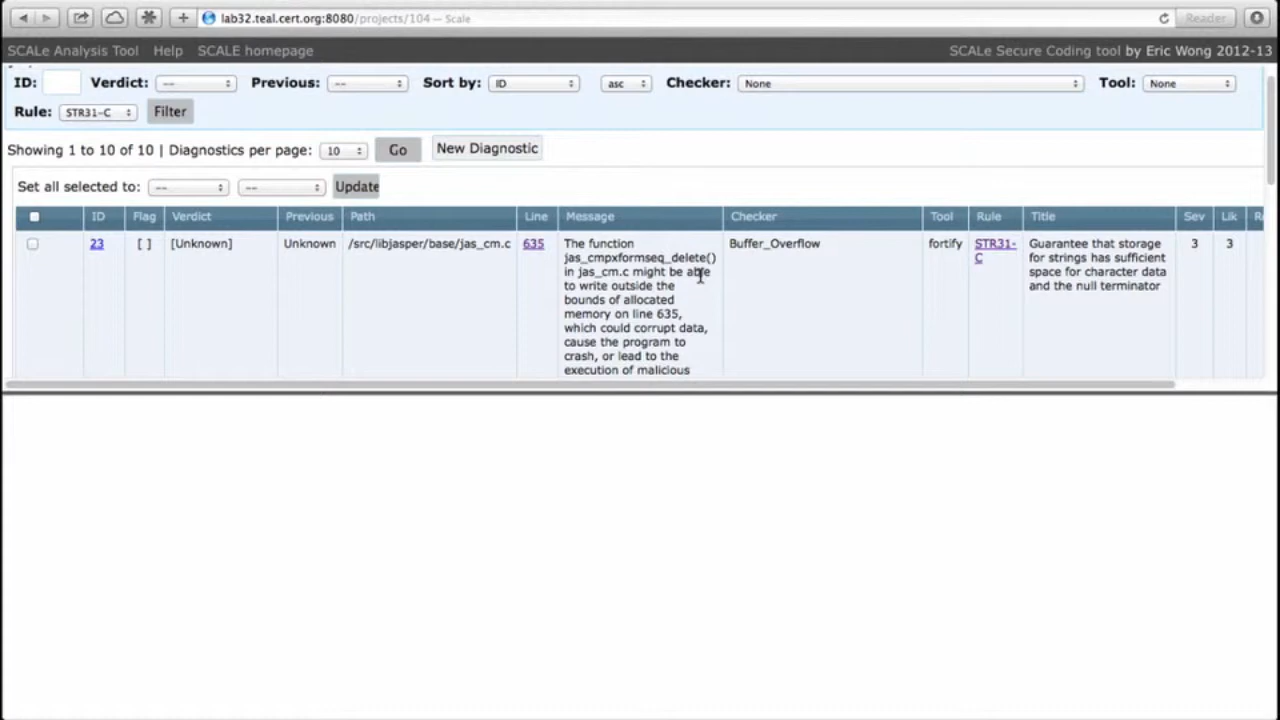 lab32.teal.cert.org:8080/projects/104 — Scale
Reader
SCALe Analysis Tool Help SCALE homepage SCALe Secure Coding tool by Eric Wong 2012-13
ID: Verdict: -- Previous: -- Sort by: ID asc Checker: None Tool: None
Rule: STR31-C Filter
Showing 1 to 10 of 10 | Diagnostics per page: 10 Go New Diagnostic
Set all selected to: -- -- Update
ID Flag Verdict Previous Path Line Message Checker Tool Rule Title Sev Lik
23 [ ] [Unknown] Unknown /src/libjasper/base/jas_cm.c 635 The function Buffer_Overflow fortify STR31- Guarantee that storage 3 3
jas_cmpxformseq_delete() C for strings has sufficient
in jas_cm.c might be able space for character data
to write outside the and the null terminator
bounds of allocated
memory on line 635,
which could corrupt data,
cause the program to
crash, or lead to the
execution of malicious